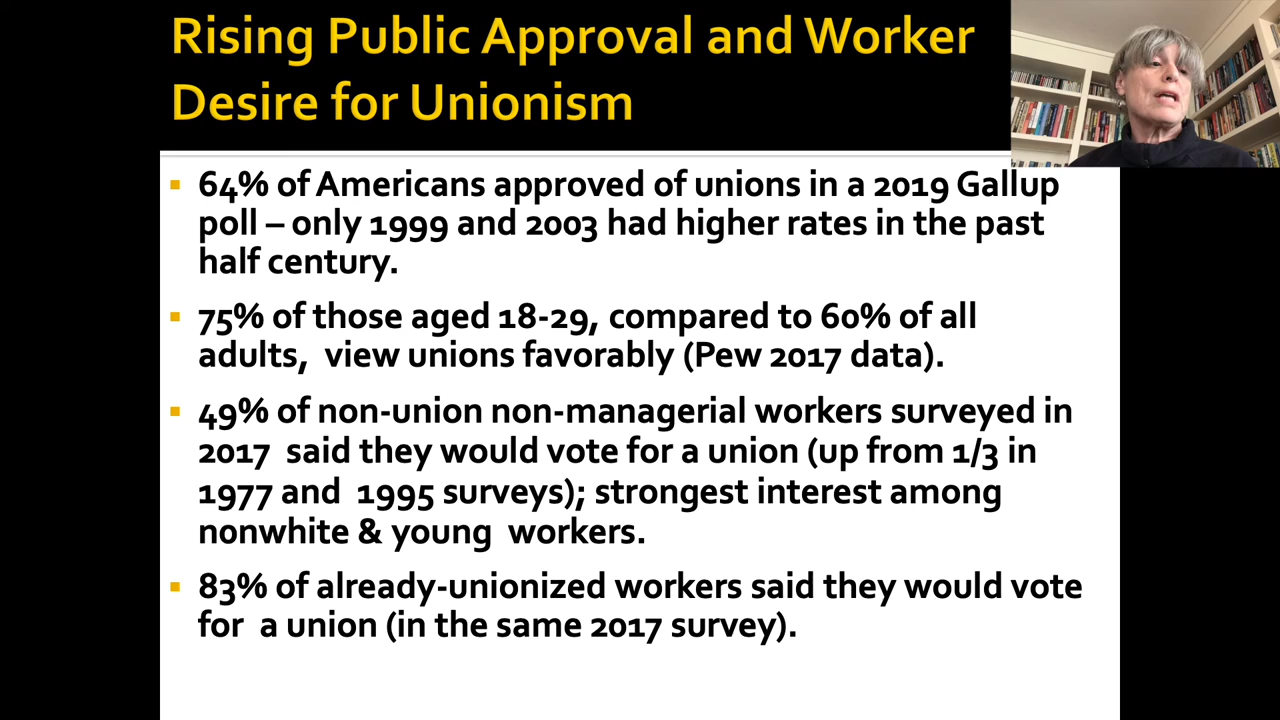 Rising Public Approval and Worker
Desire for Unionism
▪ 64% of Americans approved of unions in a 2019 Gallup
poll – only 1999 and 2003 had higher rates in the past
half century.
▪ 75% of those aged 18-29, compared to 60% of all
adults, view unions favorably (Pew 2017 data).
▪ 49% of non-union non-managerial workers surveyed in
2017 said they would vote for a union (up from 1/3 in
1977 and 1995 surveys); strongest interest among
nonwhite & young workers.
▪ 83% of already-unionized workers said they would vote
for a union (in the same 2017 survey).